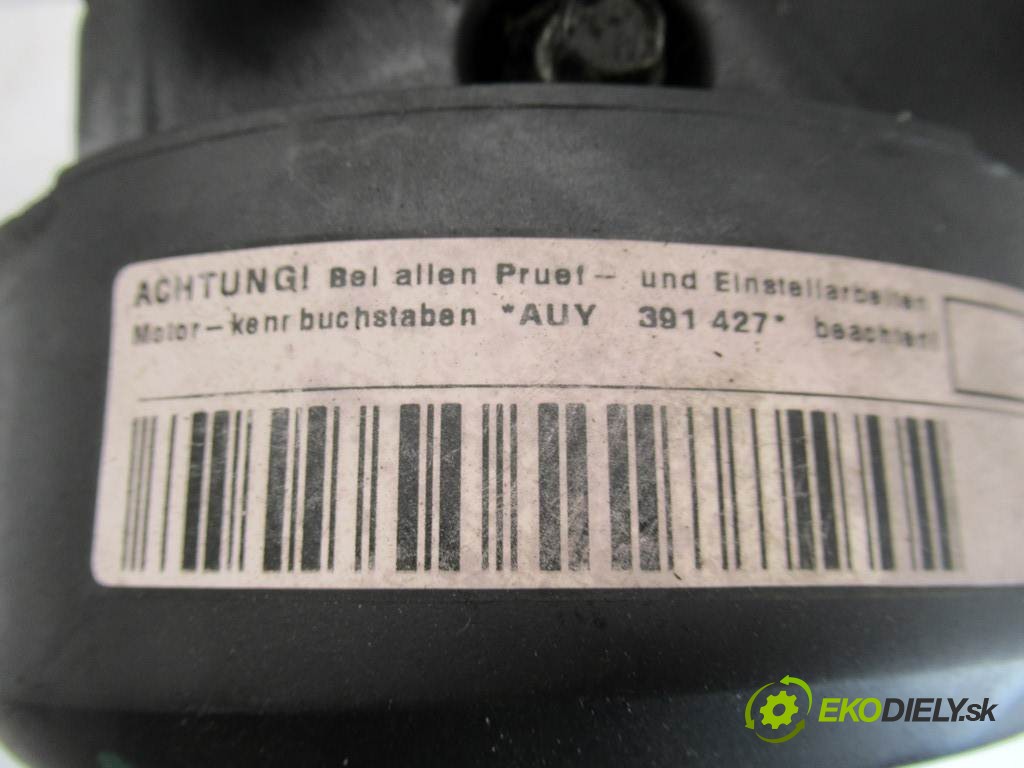 ACHTUNG! Bei allen Pruef- und Einstellarbeiten
Motor-kennbuchstaben *AUY 391 427* beachten!
EKODIELY.sk